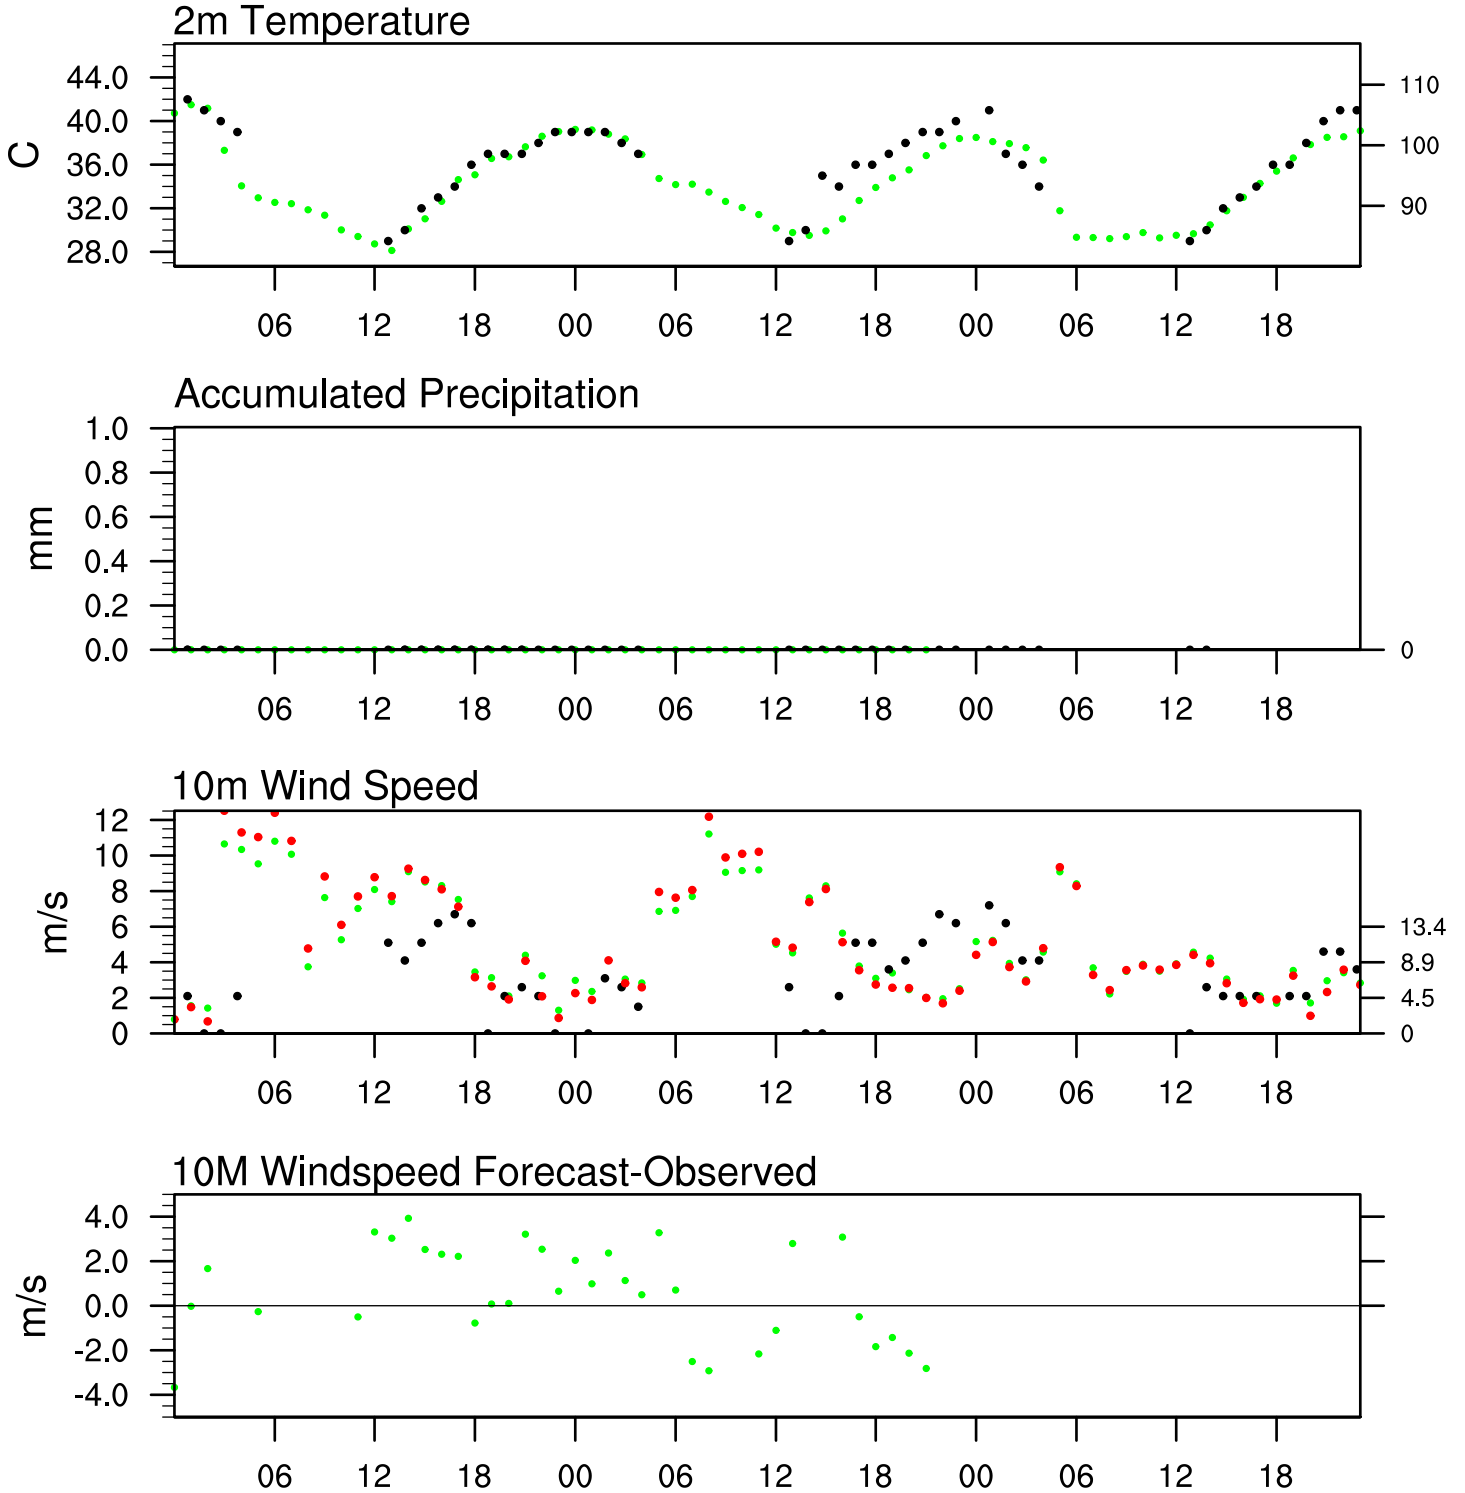 2m Temperature
44.0
110
40.0
100
C
36.0
32.0
90
28.0
06 12 18 00 06 12 18 00 06 12 18
Accumulated Precipitation
1.0
0.8
0.6
mm
0.4
0.2
0.0
0
06 12 18 00 06 12 18 00 06 12 18
10m Wind Speed
12
10
8
m/s
6
13.4
4
8.9
2
4.5
0
0
06 12 18 00 06 12 18 00 06 12 18
10M Windspeed Forecast-Observed
4.0
2.0
m/s
0.0
-2.0
-4.0
06 12 18 00 06 12 18 00 06 12 18